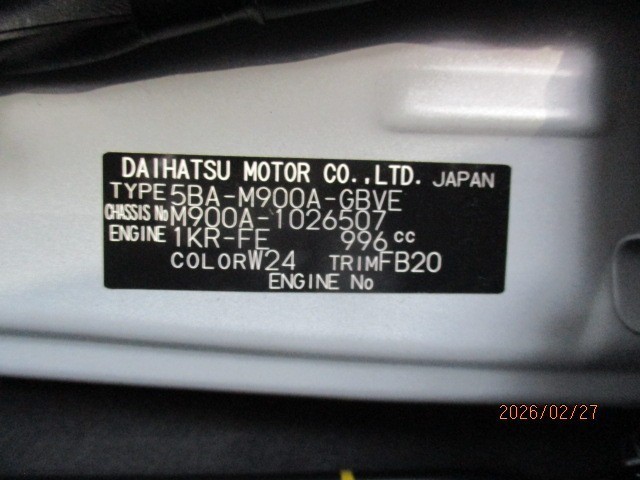 DAIHATSU MOTOR CO.,LTD. JAPAN
TYPE 5BA-M900A-GBVE
CHASSIS No M900A-1026507
ENGINE 1KR-FE 996 cc
COLOR W24 TRIM FB20
ENGINE No
2026/02/27